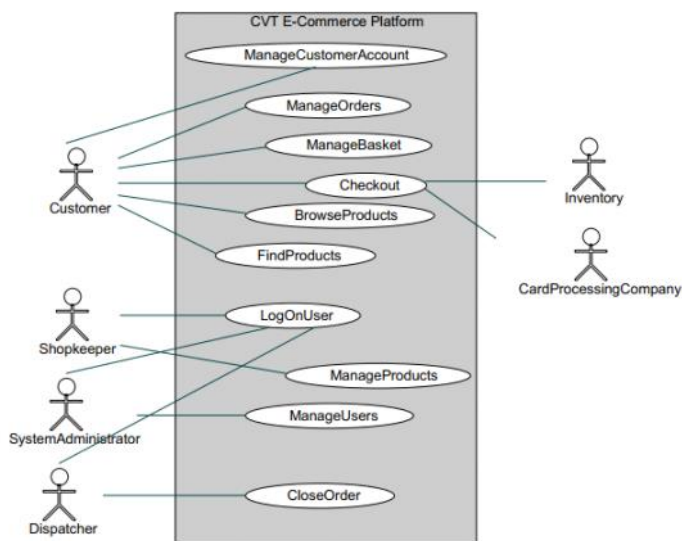 CVT E-Commerce Platform
ManageCustomerAccount
ManageOrders
ManageBasket
Checkout
BrowseProducts
FindProducts
Customer
Inventory
CardProcessingCompany
LogOnUser
Shopkeeper
ManageProducts
ManageUsers
SystemAdministrator
CloseOrder
Dispatcher